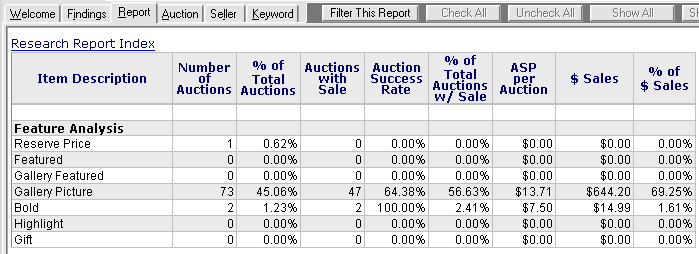 Welcome Findings Report Auction Seller Keyword Filter This Report Check All Uncheck All Show All
Research Report Index
Item Description Number of Auctions % of Total Auctions Auctions with Sale Auction Success Rate % of Total Auctions w/ Sale ASP per Auction $ Sales % of $ Sales
Feature Analysis
Reserve Price 1 0.62% 0 0.00% 0.00% $0.00 $0.00 0.00%
Featured 0 0.00% 0 0.00% 0.00% $0.00 $0.00 0.00%
Gallery Featured 0 0.00% 0 0.00% 0.00% $0.00 $0.00 0.00%
Gallery Picture 73 45.06% 47 64.38% 56.63% $13.71 $644.20 69.25%
Bold 2 1.23% 2 100.00% 2.41% $7.50 $14.99 1.61%
Highlight 0 0.00% 0 0.00% 0.00% $0.00 $0.00 0.00%
Gift 0 0.00% 0 0.00% 0.00% $0.00 $0.00 0.00%